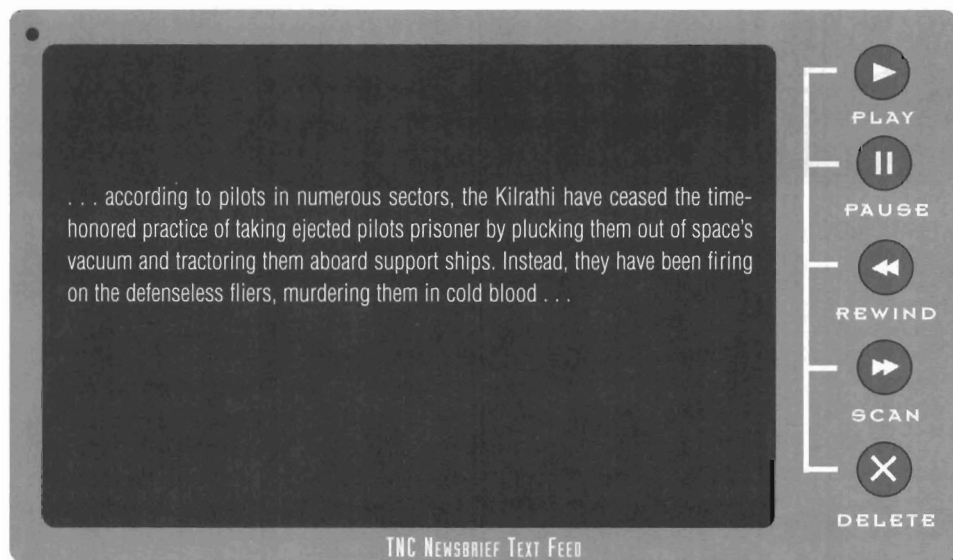 . . . according to pilots in numerous sectors, the Kilrathi have ceased the time-
honored practice of taking ejected pilots prisoner by plucking them out of space's
vacuum and tractoring them aboard support ships. Instead, they have been firing
on the defenseless fliers, murdering them in cold blood . . .
PLAY
PAUSE
REWIND
SCAN
DELETE
TNC NEWSBRIEF TEXT FEED